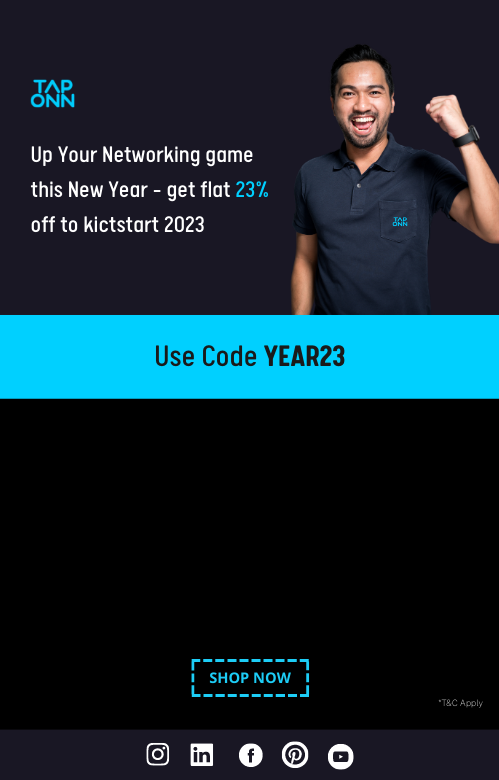 TAP
ONN
Up Your Networking game
this New Year - get flat 23%
off to kictstart 2023
TAP
ONN
Use Code YEAR23
SHOP NOW
*T&C Apply